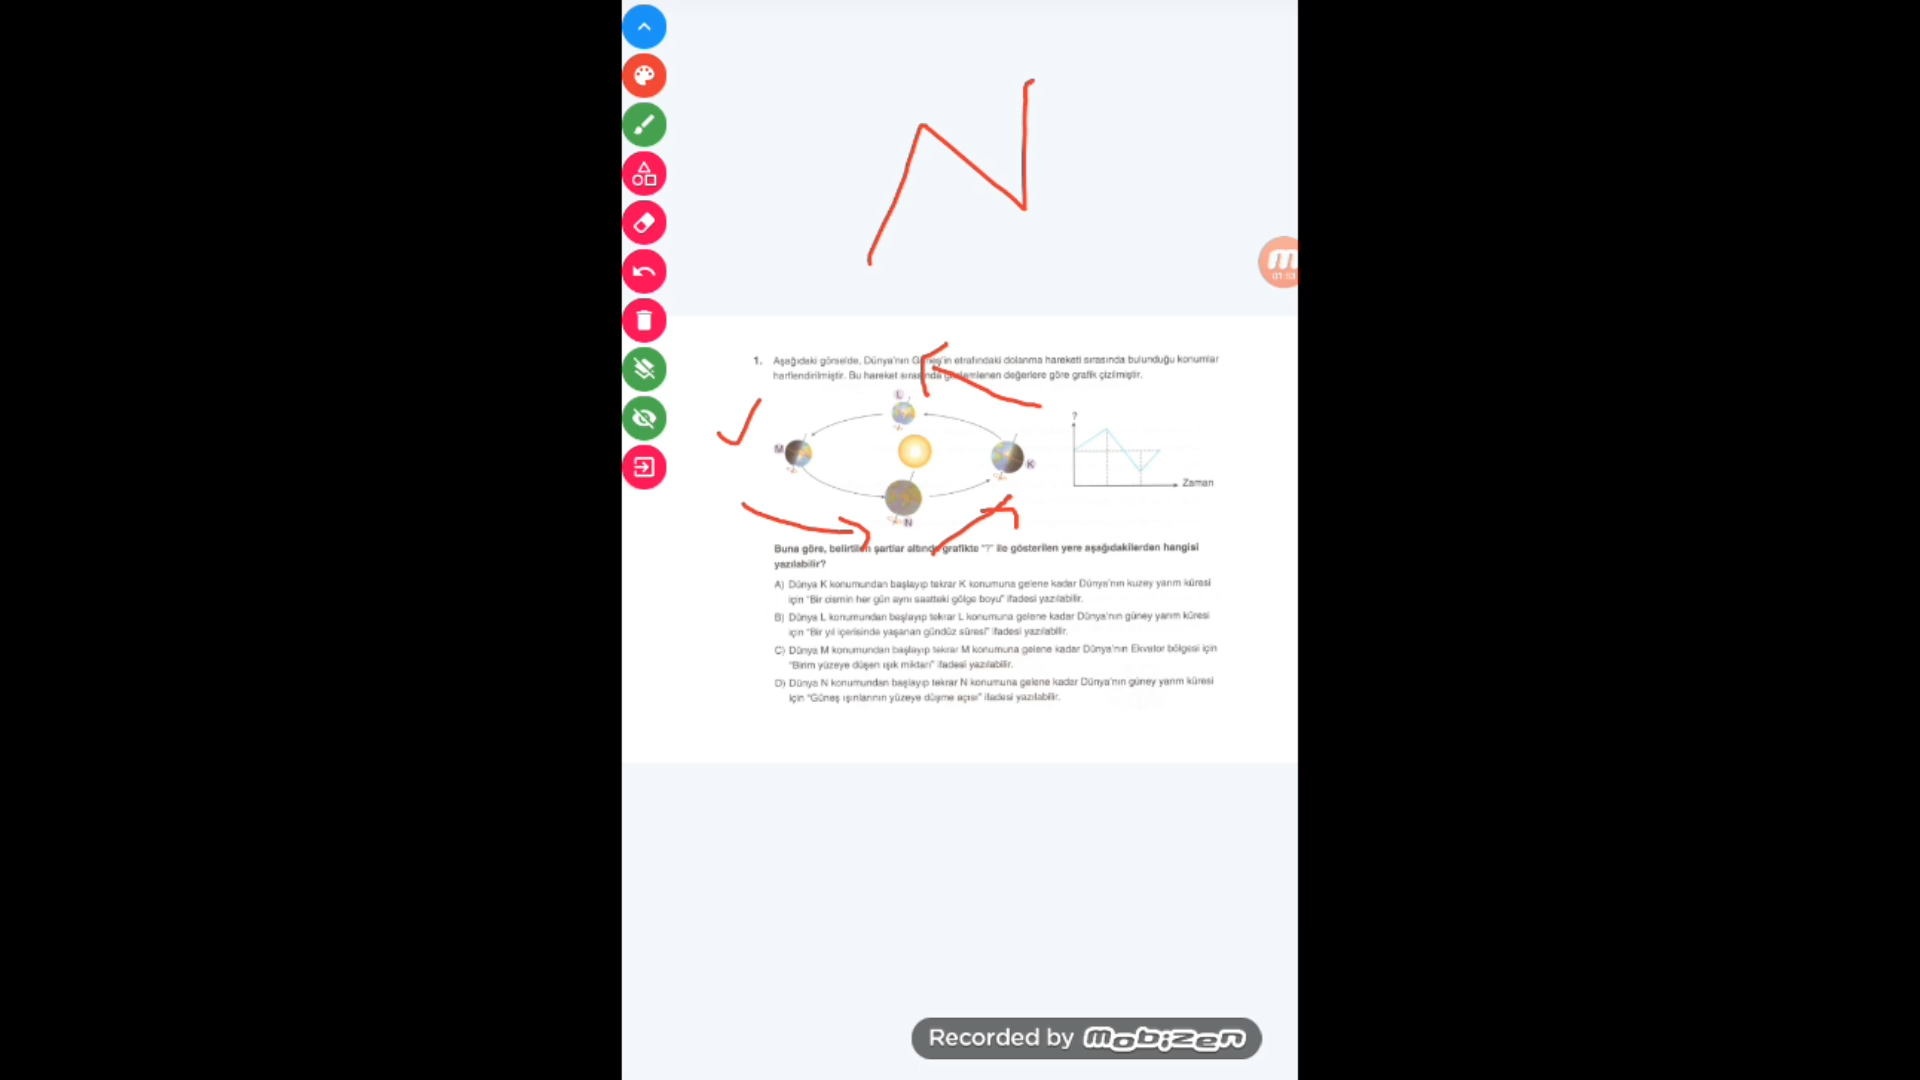 01:51
1. Aşağıdaki görselde, Dünya'nın Güneş'in etrafındaki dolanma hareketi sırasında bulunduğu konumlar
harflendirilmiştir. Bu hareket sırasında gözlemlenen değerlere göre grafik çizilmiştir.
L
M
K
N
?
Zaman
Buna göre, belirtilen şartlar altında grafikte "?" ile gösterilen yere aşağıdakilerden hangisi
yazılabilir?
A) Dünya K konumundan başlayıp tekrar K konumuna gelene kadar Dünya'nın kuzey yarım küresi
için "Bir cismin her gün aynı saatteki gölge boyu" ifadesi yazılabilir.
B) Dünya L konumundan başlayıp tekrar L konumuna gelene kadar Dünya'nın güney yarım küresi
için "Bir yıl içerisinde yaşanan gündüz süresi" ifadesi yazılabilir.
C) Dünya M konumundan başlayıp tekrar M konumuna gelene kadar Dünya'nın Ekvator bölgesi için
"Birim yüzeye düşen ışık miktarı" ifadesi yazılabilir.
D) Dünya N konumundan başlayıp tekrar N konumuna gelene kadar Dünya'nın güney yarım küresi
için "Güneş ışınlarının yüzeye düşme açısı" ifadesi yazılabilir.
Recorded by mobizen